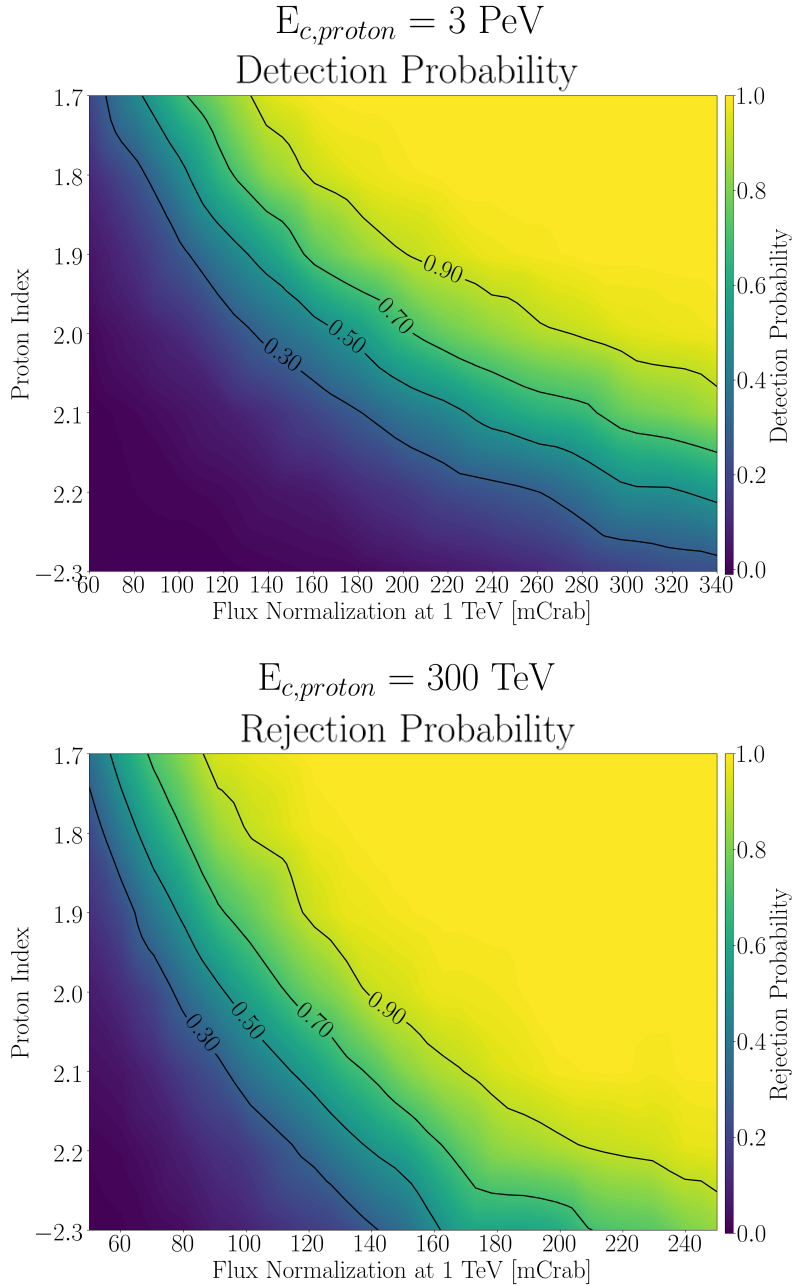 E_{c,proton} = 3 PeV
Detection Probability
1.7
1.8
1.9
2.0
2.1
2.2
−2.3
Proton Index
0.90
0.70
0.50
0.30
60 80 100 120 140 160 180 200 220 240 260 280 300 320 340
Flux Normalization at 1 TeV [mCrab]
1.0
0.8
0.6
0.4
0.2
0.0
Detection Probability
E_{c,proton} = 300 TeV
Rejection Probability
1.7
1.8
1.9
2.0
2.1
2.2
−2.3
Proton Index
0.90
0.70
0.50
0.30
60 80 100 120 140 160 180 200 220 240
Flux Normalization at 1 TeV [mCrab]
1.0
0.8
0.6
0.4
0.2
0.0
Rejection Probability